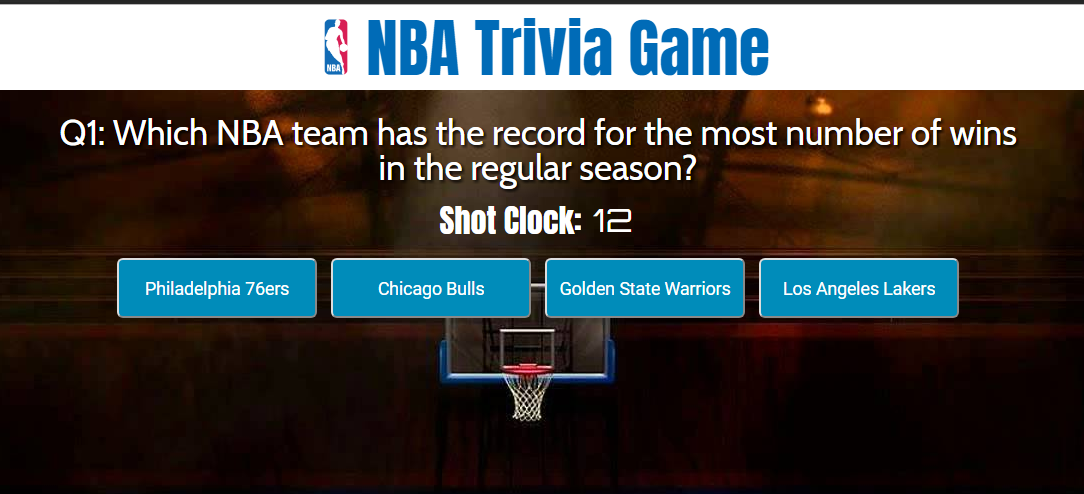 NBA
NBA Trivia Game
Q1: Which NBA team has the record for the most number of wins
in the regular season?
Shot Clock: 12
Philadelphia 76ers
Chicago Bulls
Golden State Warriors
Los Angeles Lakers